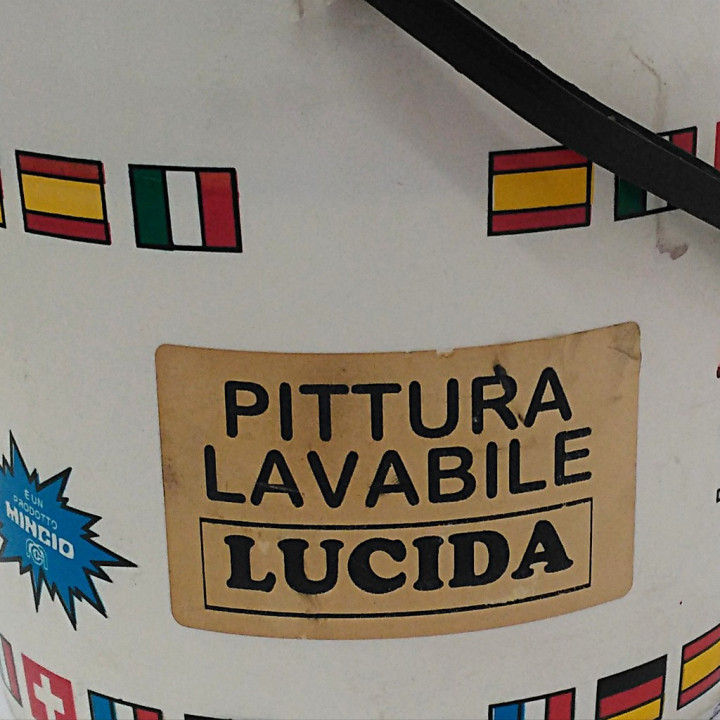 PITTURA
LAVABILE
LUCIDA
È UN
PRODOTTO
MINCIO